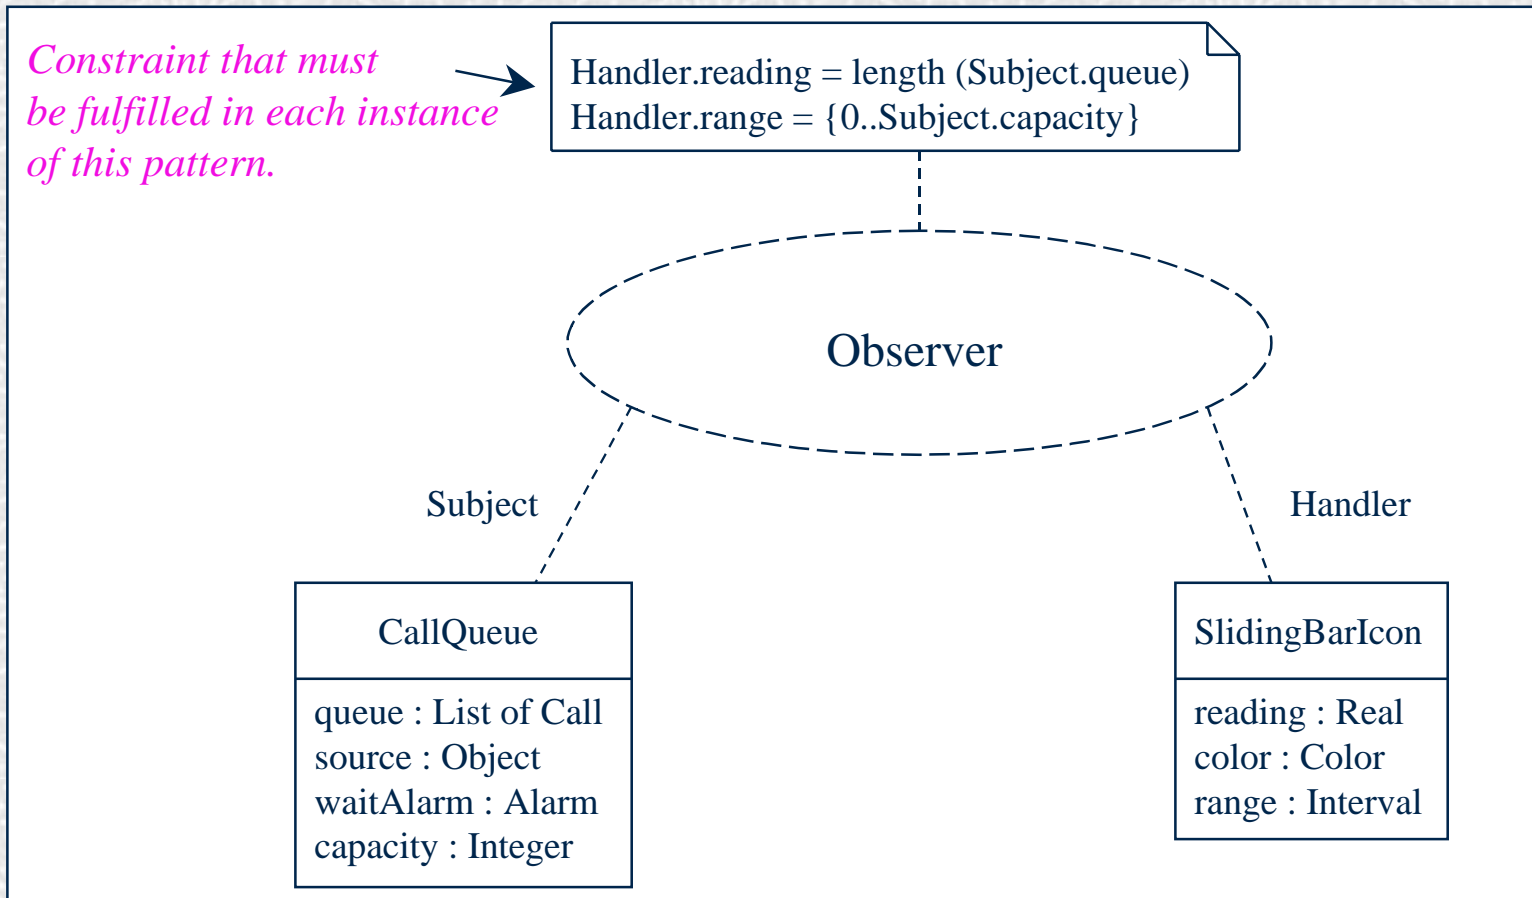 Constraint that must
be fulfilled in each instance
of this pattern.
Handler.reading = length (Subject.queue)
Handler.range = {0..Subject.capacity}
Observer
Subject
Handler
CallQueue
queue : List of Call
source : Object
waitAlarm : Alarm
capacity : Integer
SlidingBarIcon
reading : Real
color : Color
range : Interval